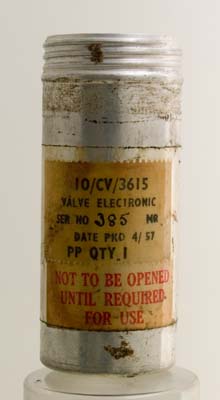 10/CV/3615
VALVE ELECTRONIC
SER NO 385 NR
DATE PKD 4/57
PP QTY 1
NOT TO BE OPENED
UNTIL REQUIRED
FOR USE